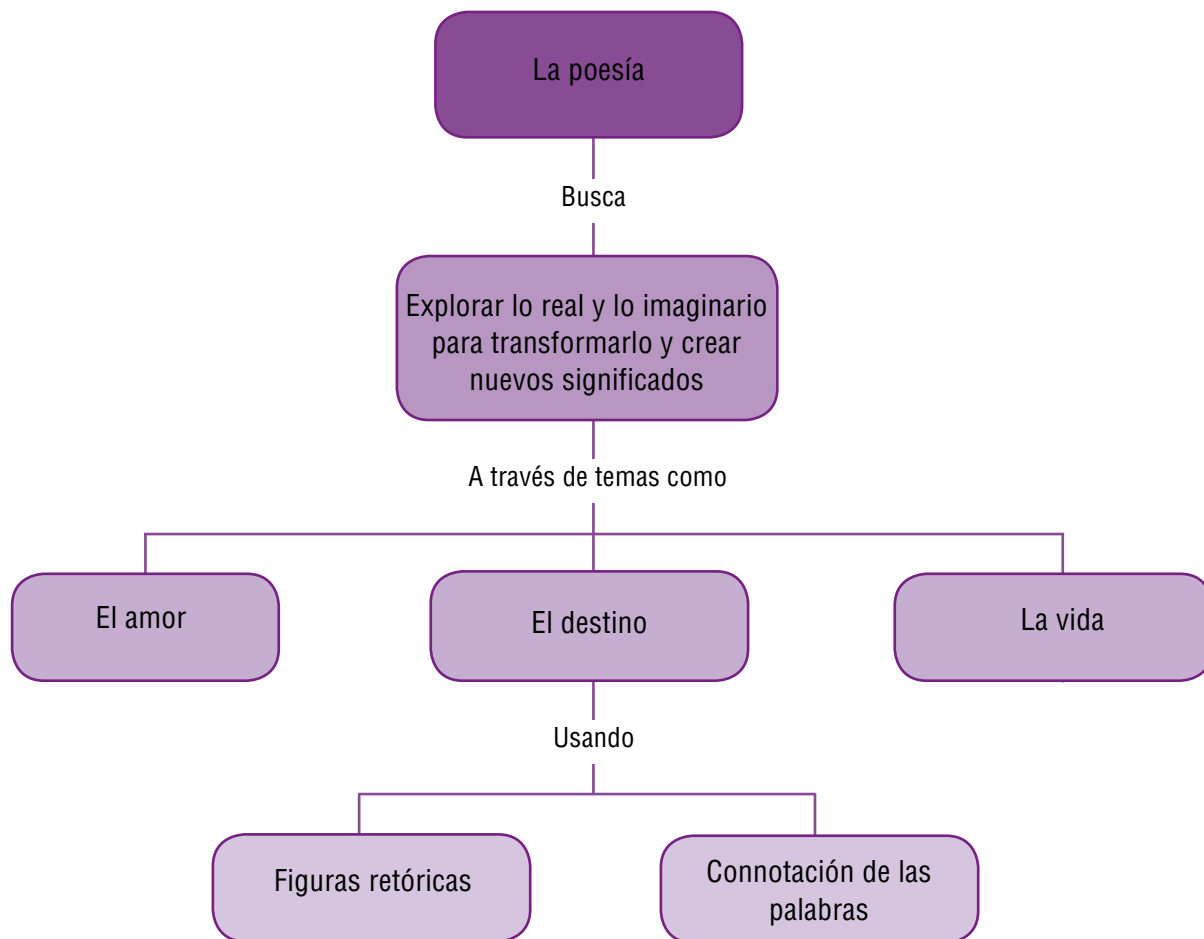 La poesía
Busca
Explorar lo real y lo imaginario
para transformarlo y crear
nuevos significados
A través de temas como
El amor
El destino
La vida
Usando
Figuras retóricas
Connotación de las
palabras